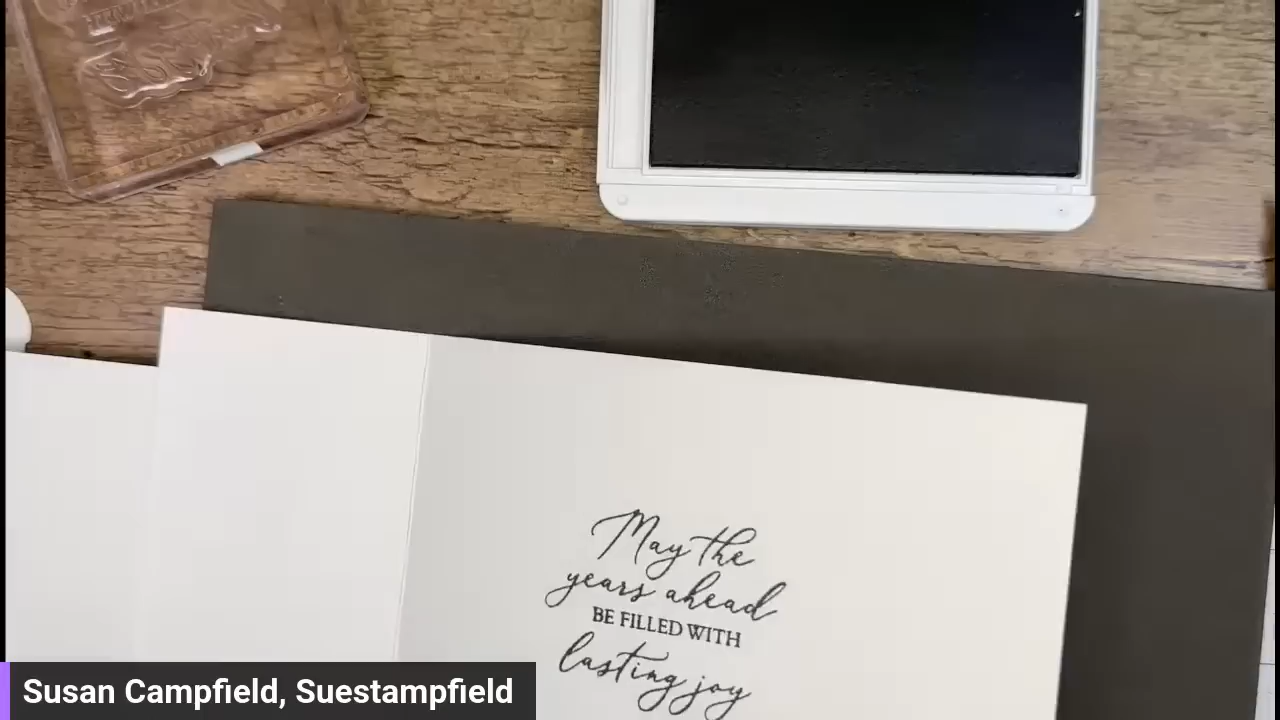 May the
years ahead
BE FILLED WITH
lasting joy
Susan Campfield, Suestampfield